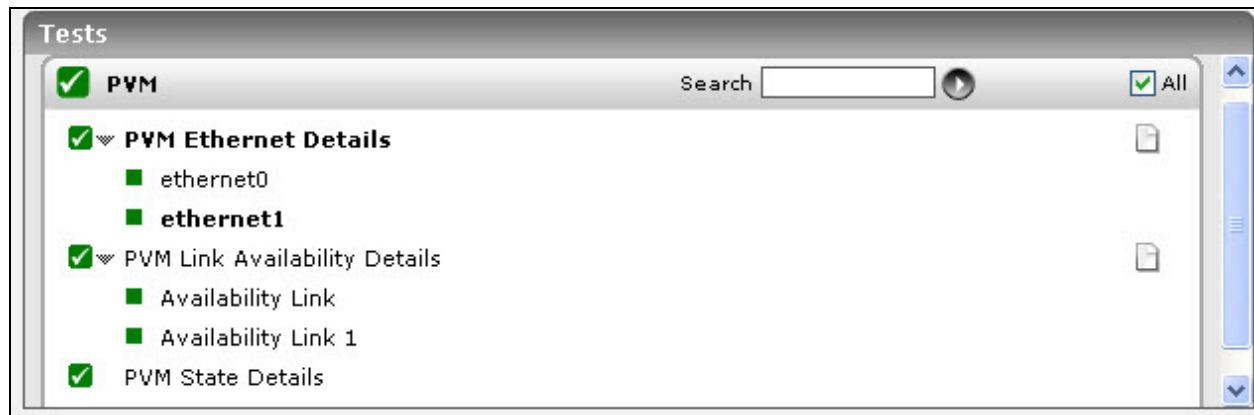 Tests
PVM Search All
PVM Ethernet Details
ethernet0
ethernet1
PVM Link Availability Details
Availability Link
Availability Link 1
PVM State Details